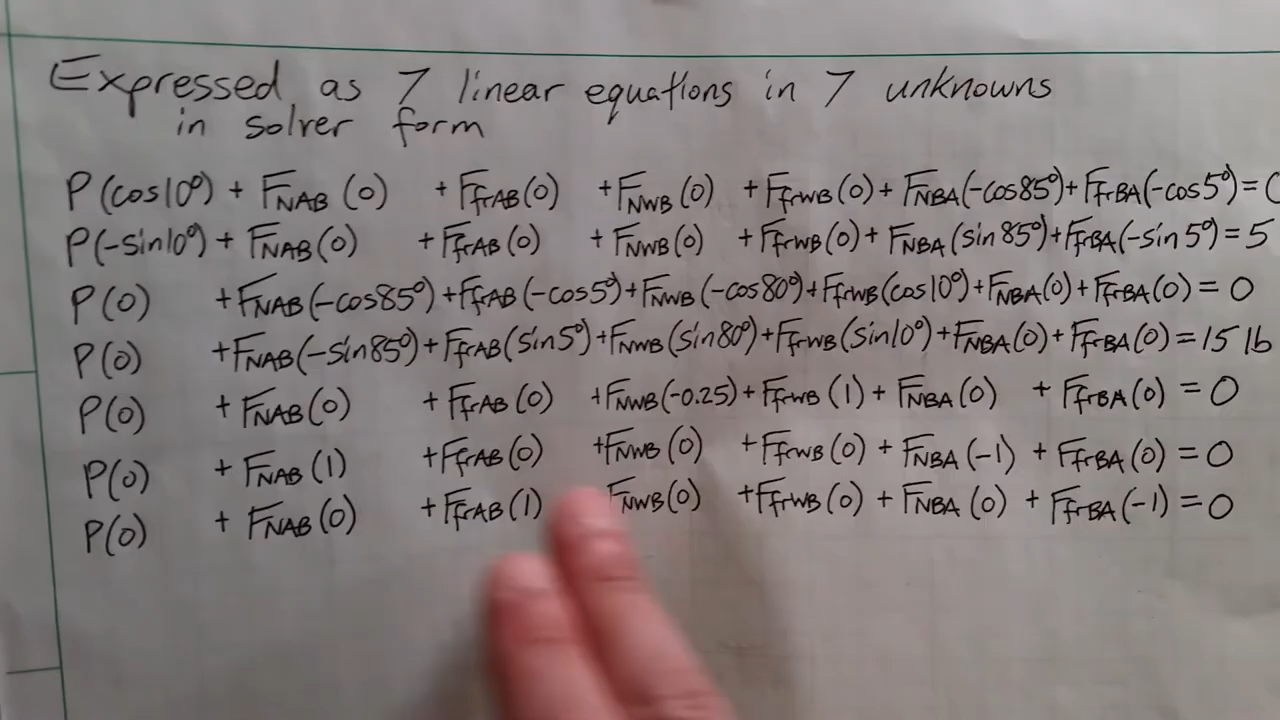 Expressed as 7 linear equations in 7 unknowns
in solver form
P(cos10°) + FNAB(0) + FfrAB(0) + FNWB(0) + FfrWB(0) + FNBA(-cos85°) + FfrBA(-cos5°) = 0
P(-sin10°) + FNAB(0) + FfrAB(0) + FNWB(0) + FfrWB(0) + FNBA(sin85°) + FfrBA(-sin5°) = 5
P(0) + FNAB(-cos85°) + FfrAB(-cos5°) + FNWB(-cos80°) + FfrWB(cos10°) + FNBA(0) + FfrBA(0) = 0
P(0) + FNAB(-sin85°) + FfrAB(sin5°) + FNWB(sin80°) + FfrWB(sin10°) + FNBA(0) + FfrBA(0) = 15 lb
P(0) + FNAB(0) + FfrAB(0) + FNWB(-0.25) + FfrWB(1) + FNBA(0) + FfrBA(0) = 0
P(0) + FNAB(1) + FfrAB(0) + FNWB(0) + FfrWB(0) + FNBA(-1) + FfrBA(0) = 0
P(0) + FNAB(0) + FfrAB(1) FNWB(0) + FfrWB(0) + FNBA(0) + FfrBA(-1) = 0